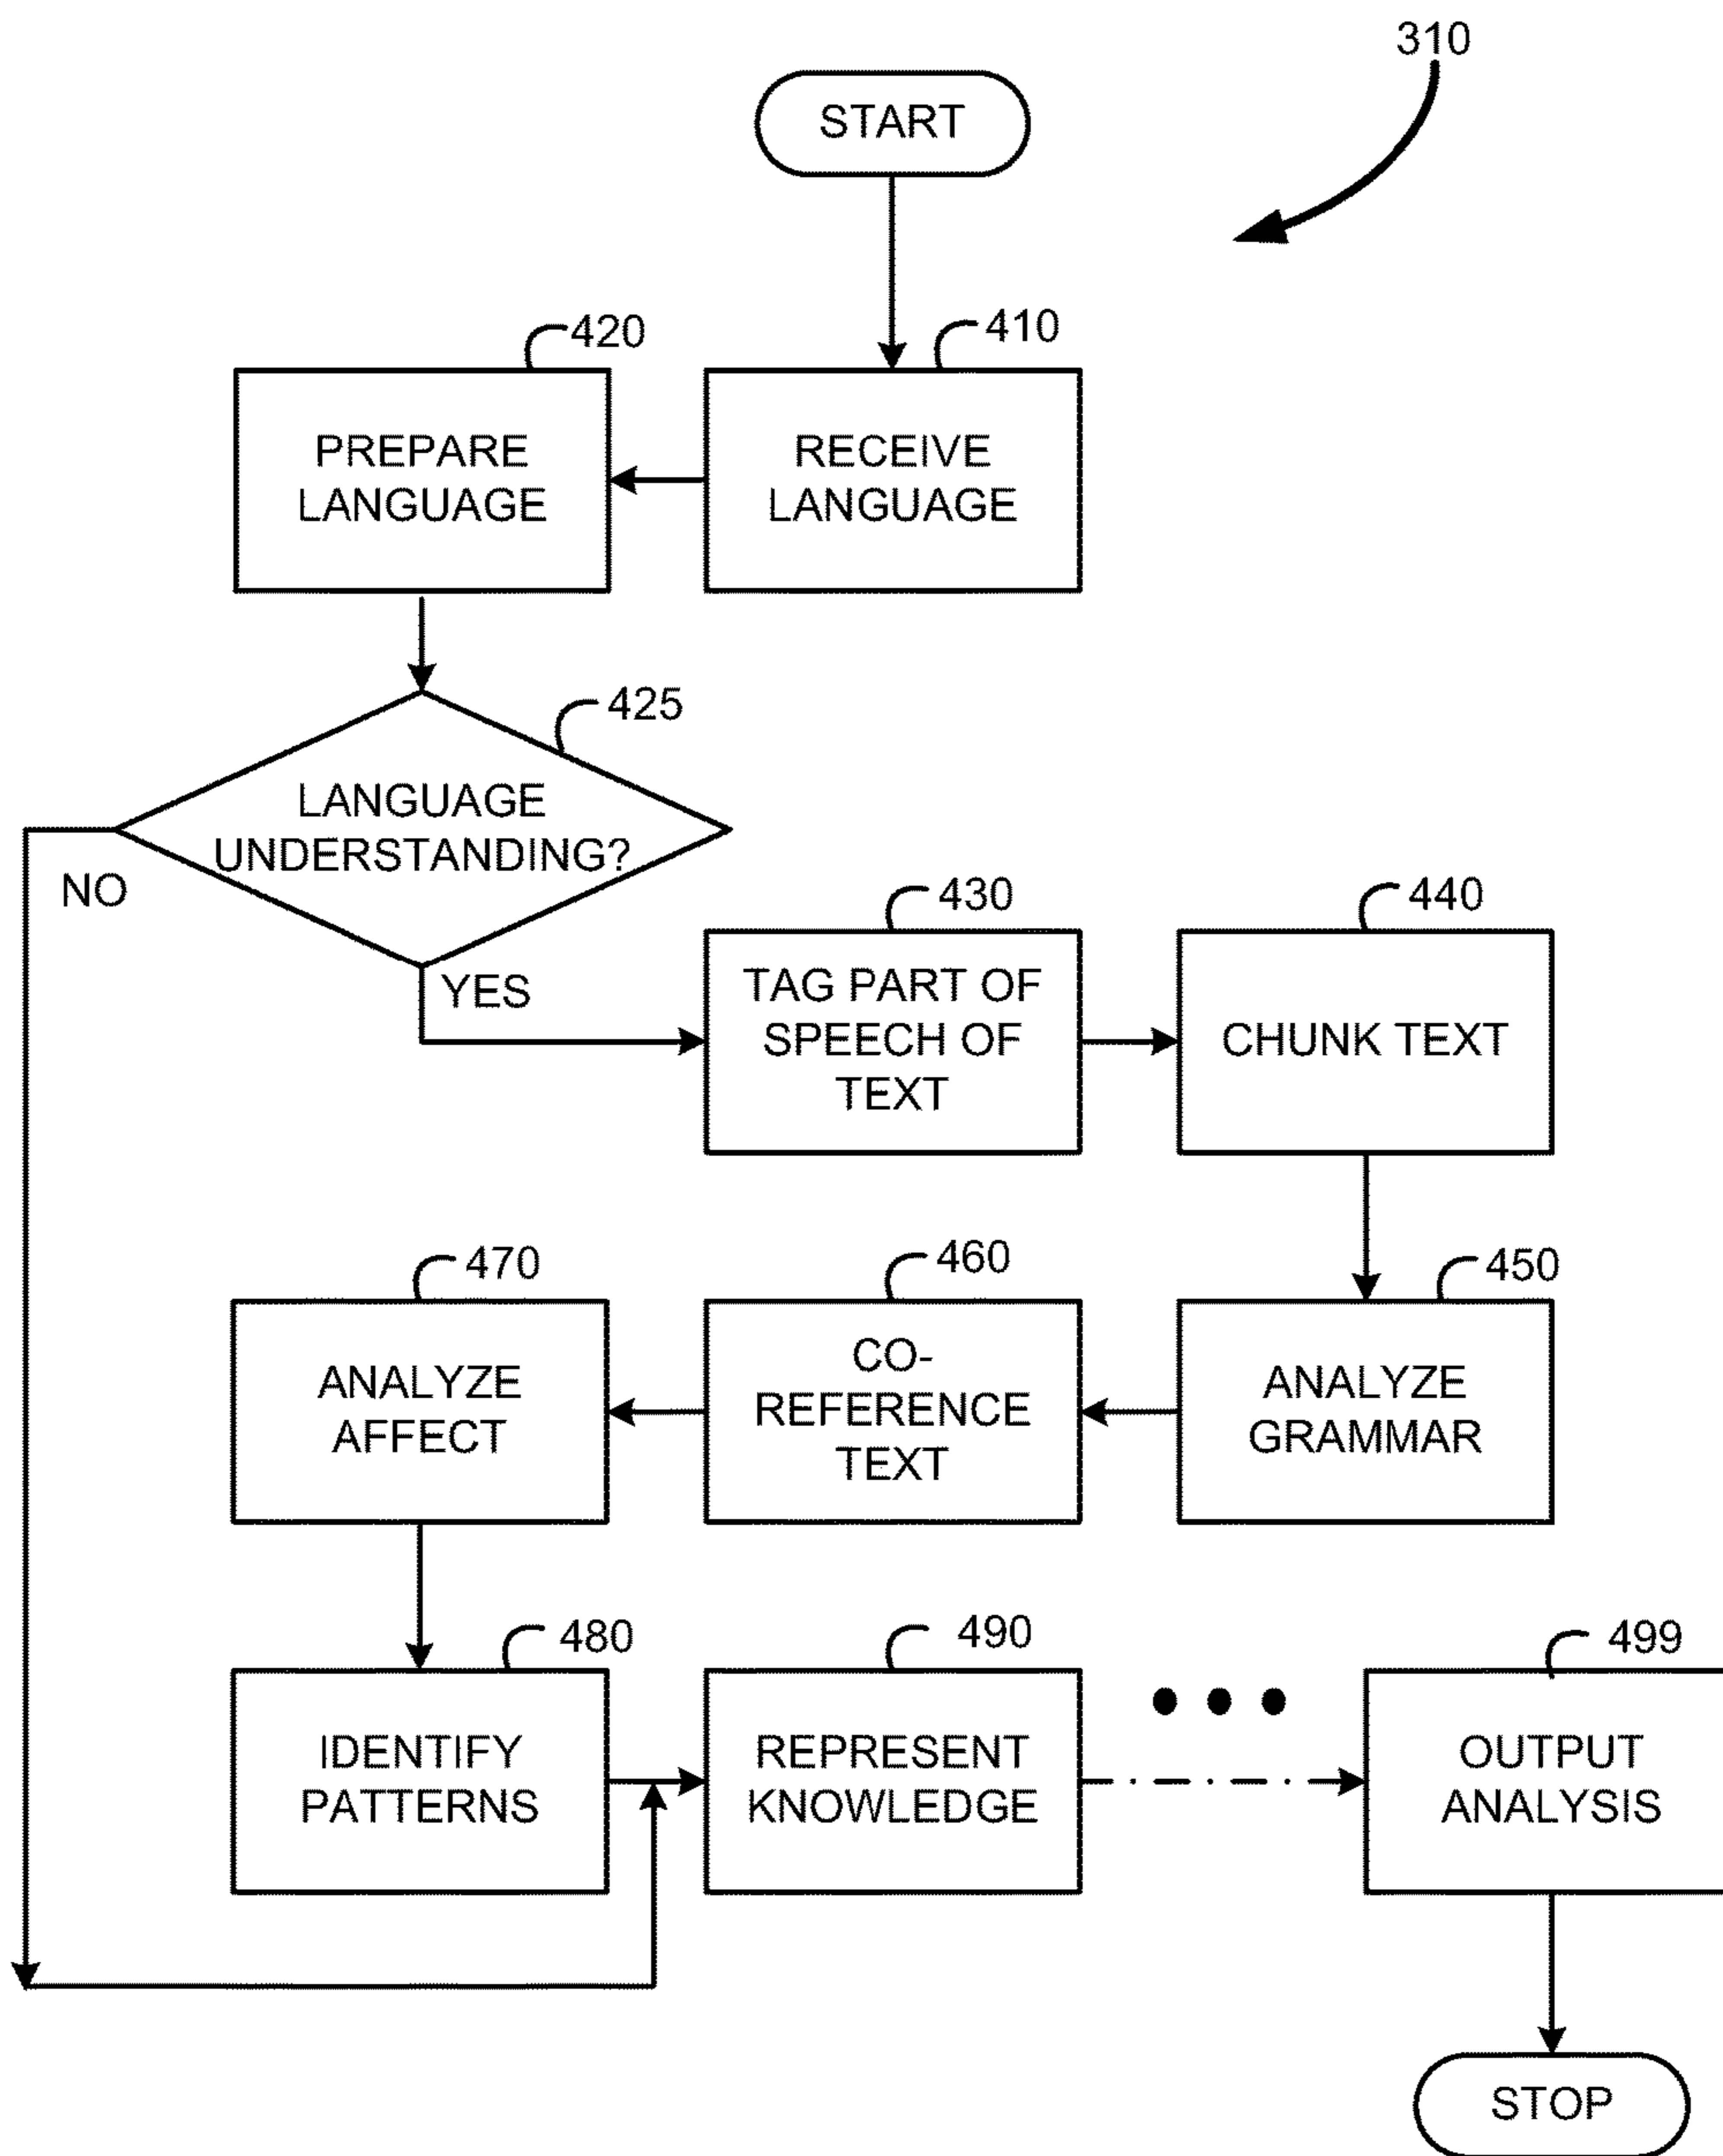 310
START
420
410
PREPARE
LANGUAGE
RECEIVE
LANGUAGE
425
LANGUAGE
UNDERSTANDING?
NO
YES
430
440
TAG PART OF
SPEECH OF
TEXT
CHUNK TEXT
470
460
450
ANALYZE
AFFECT
CO-
REFERENCE
TEXT
ANALYZE
GRAMMAR
480
490
499
IDENTIFY
PATTERNS
REPRESENT
KNOWLEDGE
OUTPUT
ANALYSIS
STOP